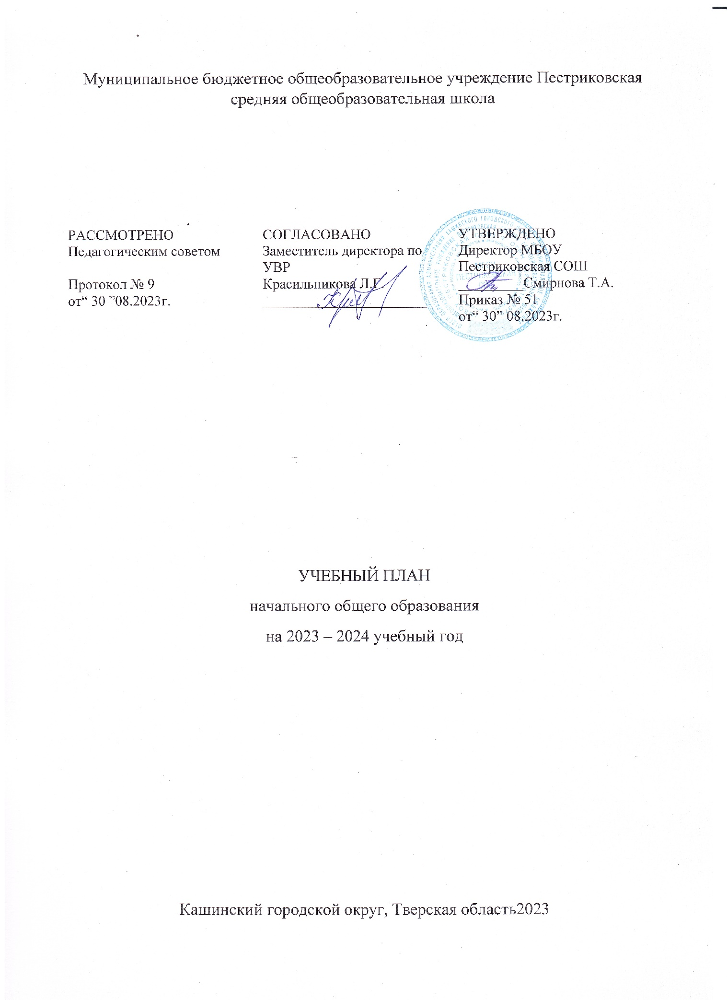 Муниципальное бюджетное общеобразовательное учреждение Пестриковская
средняя общеобразовательная школа
РАССМОТРЕНО
Педагогическим советом
Протокол № 9
от“ 30 ”08.2023г.
СОГЛАСОВАНО
Заместитель директора по
УВР
Красильникова Л.Г.
УТВЕРЖДЕНО
Директор МБОУ
Пестриковская СОШ
Смирнова Т.А.
Приказ № 51
от“ 30” 08.2023г.
УЧЕБНЫЙ ПЛАН
начального общего образования
на 2023 – 2024 учебный год
Кашинский городской округ, Тверская область2023